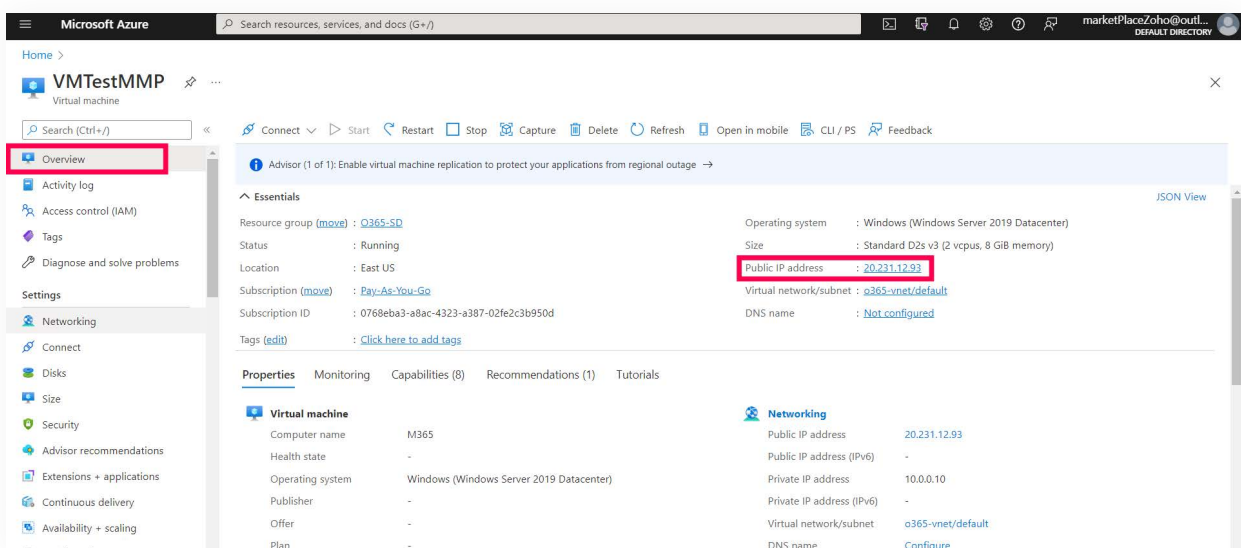 Microsoft Azure
Search resources, services, and docs (G+/)
marketPlaceZoho@outl...
DEFAULT DIRECTORY
Home >
VMTestMMP
Virtual machine
Search (Ctrl+/)
«
Overview
Activity log
Access control (IAM)
Tags
Diagnose and solve problems
Settings
Networking
Connect
Disks
Size
Security
Advisor recommendations
Extensions + applications
Continuous delivery
Availability + scaling
Connect Start Restart Stop Capture Delete Refresh Open in mobile CLI / PS Feedback
Advisor (1 of 1): Enable virtual machine replication to protect your applications from regional outage →
Essentials
JSON View
Resource group (move) : O365-SD
Status : Running
Location : East US
Subscription (move) : Pay-As-You-Go
Subscription ID : 0768eba3-a8ac-4323-a387-02fe2c3b950d
Tags (edit) : Click here to add tags
Operating system : Windows (Windows Server 2019 Datacenter)
Size : Standard D2s v3 (2 vcpus, 8 GiB memory)
Public IP address : 20.231.12.93
Virtual network/subnet : o365-vnet/default
DNS name : Not configured
Properties Monitoring Capabilities (8) Recommendations (1) Tutorials
Virtual machine
Computer name M365
Health state -
Operating system Windows (Windows Server 2019 Datacenter)
Publisher -
Offer -
Plan -
Networking
Public IP address 20.231.12.93
Public IP address (IPv6) -
Private IP address 10.0.0.10
Private IP address (IPv6) -
Virtual network/subnet o365-vnet/default
DNS name Configure